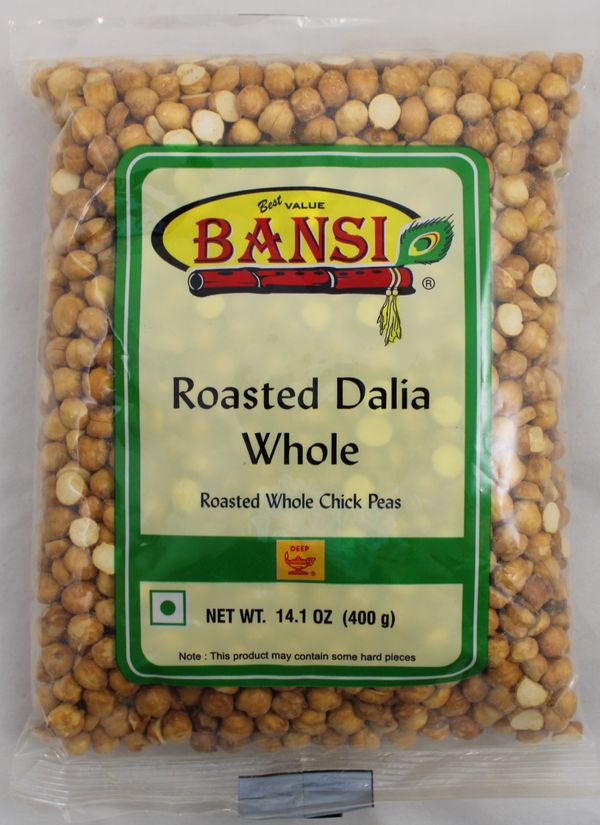 Best VALUE
BANSI
®
Roasted Dalia
Whole
Roasted Whole Chick Peas
DEEP
®
NET WT. 14.1 OZ (400 g)
Note : This product may contain some hard pieces